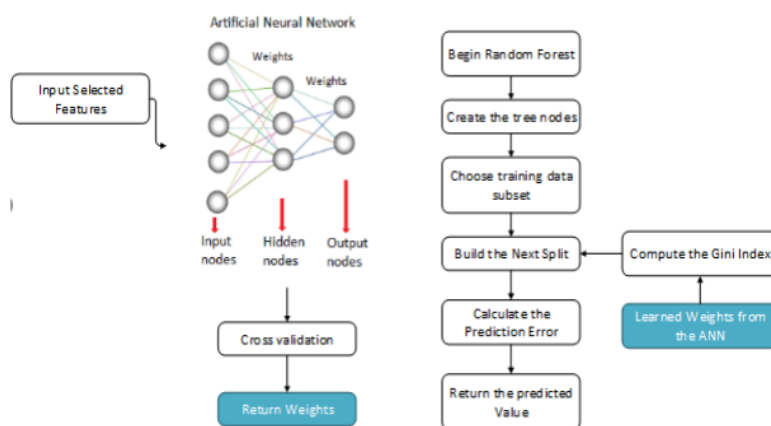 Artificial Neural Network
Weights
Weights
Input Selected
Features
Input
nodes
Hidden
nodes
Output
nodes
Cross validation
Return Weights
Begin Random Forest
Create the tree nodes
Choose training data
subset
Build the Next Split
Compute the Gini Index
Learned Weights from
the ANN
Calculate the
Prediction Error
Return the predicted
Value